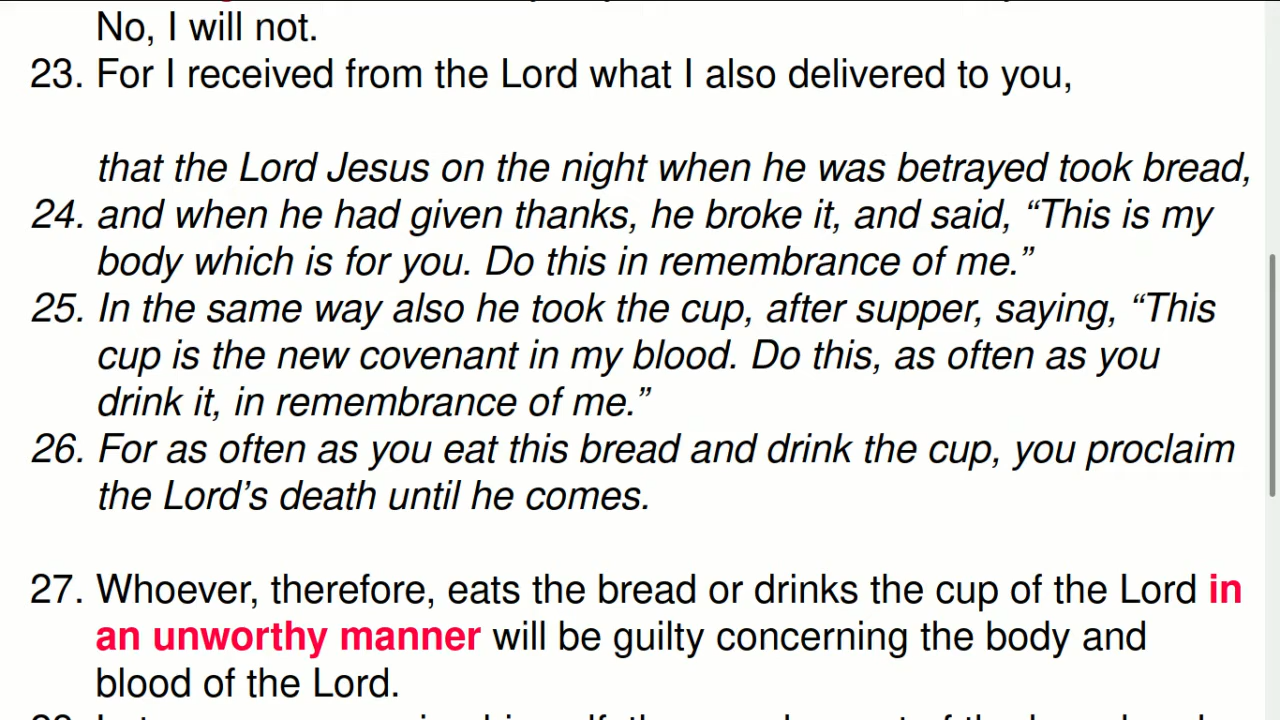 No, I will not.
23. For I received from the Lord what I also delivered to you,
that the Lord Jesus on the night when he was betrayed took bread,
24. and when he had given thanks, he broke it, and said, “This is my
body which is for you. Do this in remembrance of me.”
25. In the same way also he took the cup, after supper, saying, “This
cup is the new covenant in my blood. Do this, as often as you
drink it, in remembrance of me.”
26. For as often as you eat this bread and drink the cup, you proclaim
the Lord’s death until he comes.
27. Whoever, therefore, eats the bread or drinks the cup of the Lord in
an unworthy manner will be guilty concerning the body and
blood of the Lord.